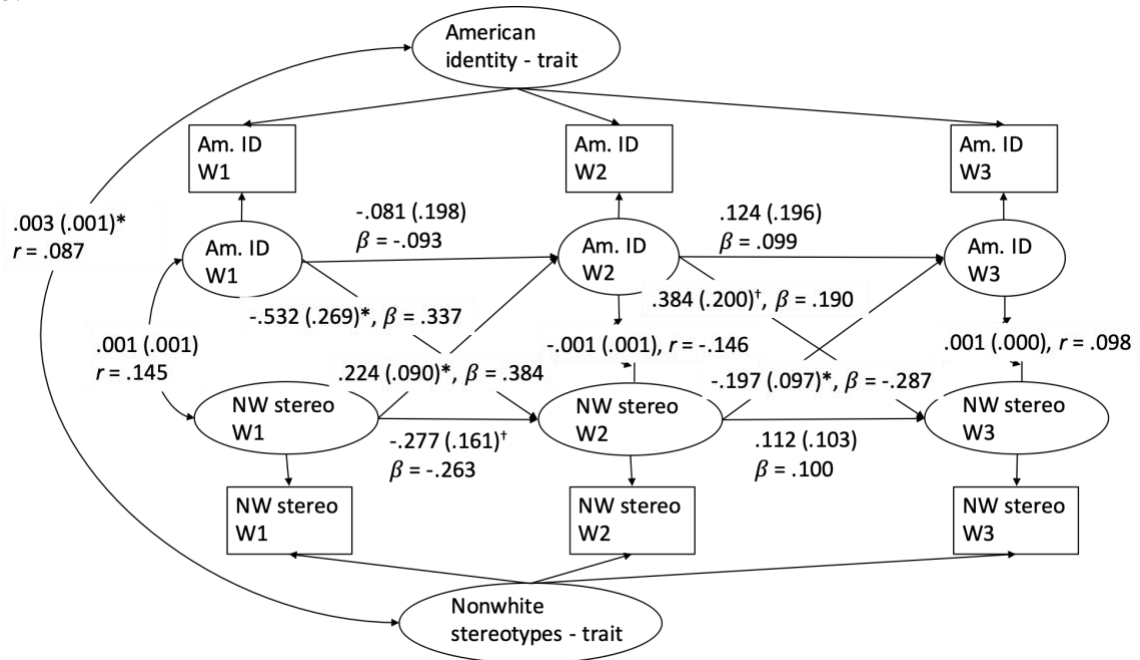 American
identity - trait
Am. ID
W1
Am. ID
W2
Am. ID
W3
.003 (.001)*
r = .087
-.081 (.198)
β = -.093
.124 (.196)
β = .099
Am. ID
W1
Am. ID
W2
Am. ID
W3
-.532 (.269)*, β = .337
.384 (.200)†, β = .190
.001 (.001)
r = .145
-.001 (.001), r = -.146
.001 (.000), r = .098
.224 (.090)*, β = .384
-.197 (.097)*, β = -.287
NW stereo
W1
NW stereo
W2
NW stereo
W3
-.277 (.161)†
β = -.263
.112 (.103)
β = .100
NW stereo
W1
NW stereo
W2
NW stereo
W3
Nonwhite
stereotypes - trait